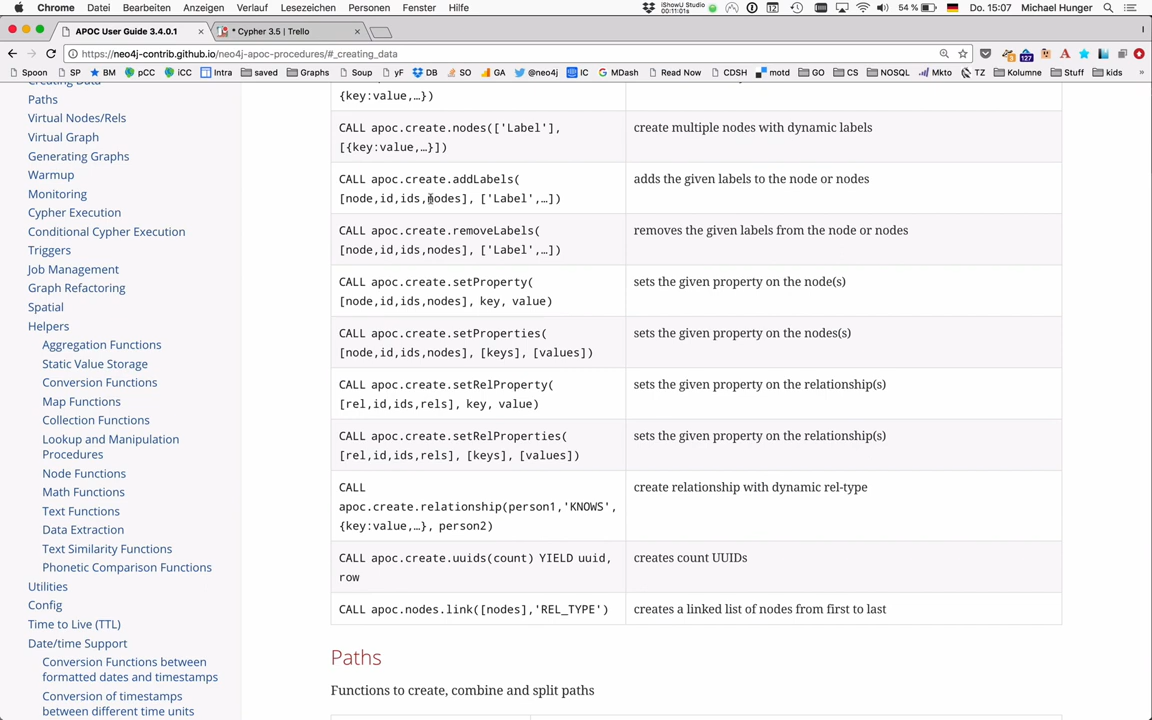 Chrome Datei Bearbeiten Anzeigen Verlauf Lesezeichen Personen Fenster Hilfe iShowU Studio 00:11:01s 54 % Do. 15:07 Michael Hunger
APOC User Guide 3.4.0.1 × * Cypher 3.5 | Trello ×
https://neo4j-contrib.github.io/neo4j-apoc-procedures/#_creating_data
Spoon SP BM pCC iCC Intra saved Graphs Soup yF DB SO GA @neo4j IC MDash Read Now CDSH motd GO CS NOSQL Mkto TZ Kolumne Stuff kids »
Creating Data
Paths
Virtual Nodes/Rels
Virtual Graph
Generating Graphs
Warmup
Monitoring
Cypher Execution
Conditional Cypher Execution
Triggers
Job Management
Graph Refactoring
Spatial
Helpers
Aggregation Functions
Static Value Storage
Conversion Functions
Map Functions
Collection Functions
Lookup and Manipulation
Procedures
Node Functions
Math Functions
Text Functions
Data Extraction
Text Similarity Functions
Phonetic Comparison Functions
Utilities
Config
Time to Live (TTL)
Date/time Support
Conversion Functions between
formatted dates and timestamps
Conversion of timestamps
between different time units
{key:value,…})
CALL apoc.create.nodes(['Label'],
[{key:value,…}])
create multiple nodes with dynamic labels
CALL apoc.create.addLabels(
[node,id,ids,nodes], ['Label',…])
adds the given labels to the node or nodes
CALL apoc.create.removeLabels(
[node,id,ids,nodes], ['Label',…])
removes the given labels from the node or nodes
CALL apoc.create.setProperty(
[node,id,ids,nodes], key, value)
sets the given property on the node(s)
CALL apoc.create.setProperties(
[node,id,ids,nodes], [keys], [values])
sets the given property on the nodes(s)
CALL apoc.create.setRelProperty(
[rel,id,ids,rels], key, value)
sets the given property on the relationship(s)
CALL apoc.create.setRelProperties(
[rel,id,ids,rels], [keys], [values])
sets the given property on the relationship(s)
CALL
apoc.create.relationship(person1,'KNOWS',
{key:value,…}, person2)
create relationship with dynamic rel-type
CALL apoc.create.uuids(count) YIELD uuid,
row
creates count UUIDs
CALL apoc.nodes.link([nodes],'REL_TYPE')
creates a linked list of nodes from first to last
Paths
Functions to create, combine and split paths